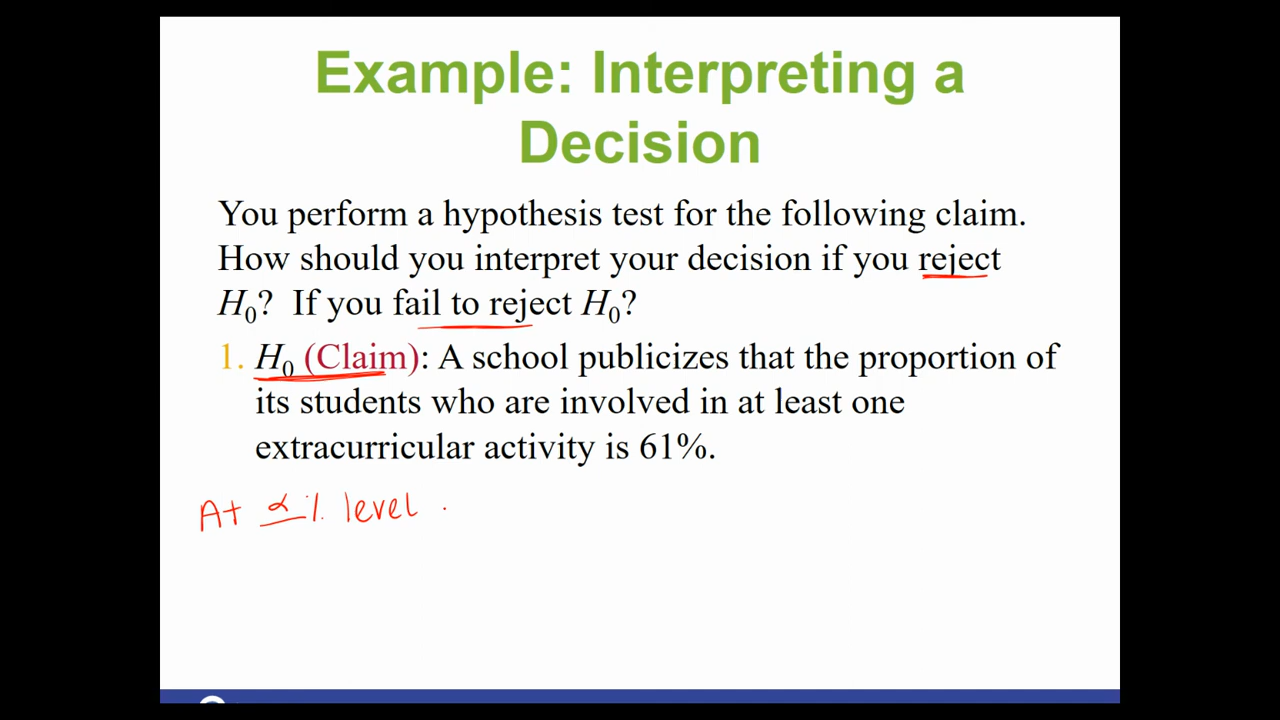 Example: Interpreting a
Decision
You perform a hypothesis test for the following claim.
How should you interpret your decision if you reject
H₀? If you fail to reject H₀?
1. H₀ (Claim): A school publicizes that the proportion of
its students who are involved in at least one
extracurricular activity is 61%.
At α% level